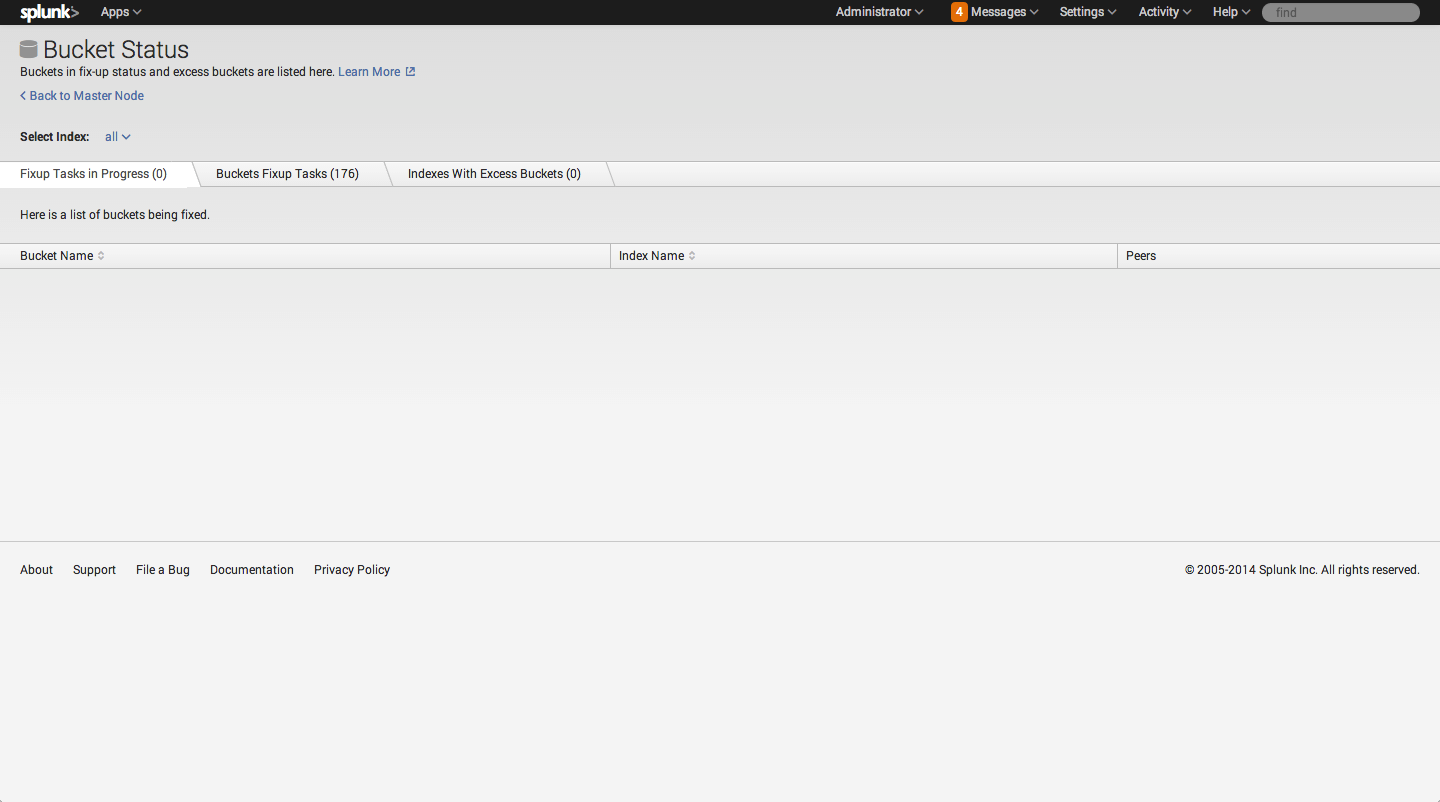 splunk> Apps Administrator 4 Messages Settings Activity Help find
Bucket Status
Buckets in fix-up status and excess buckets are listed here. Learn More
Back to Master Node
Select Index: all
Fixup Tasks in Progress (0) Buckets Fixup Tasks (176) Indexes With Excess Buckets (0)
Here is a list of buckets being fixed.
Bucket Name Index Name Peers
About Support File a Bug Documentation Privacy Policy © 2005-2014 Splunk Inc. All rights reserved.